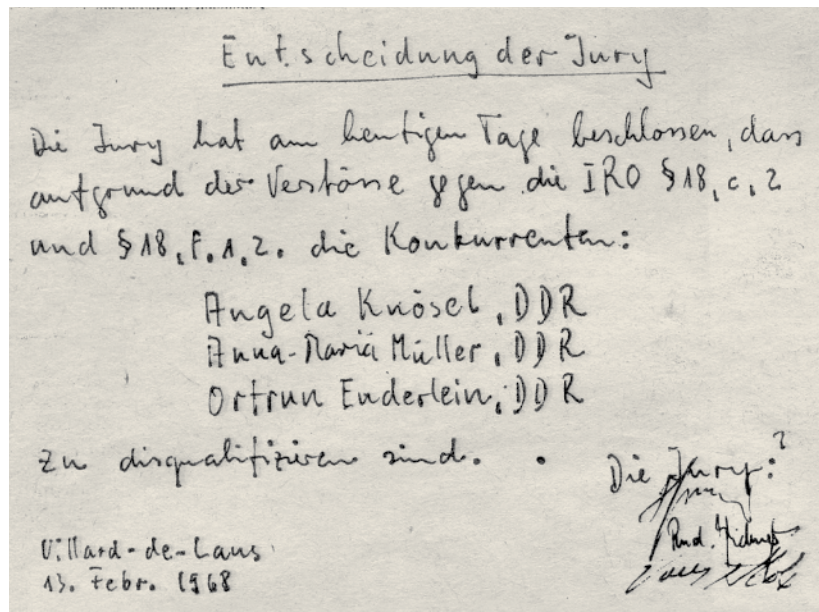 Entscheidung der Jury
Die Jury hat am heutigen Tage beschlossen, dass
aufgrund der Verstösse gegen die IRO §18, c, 2
und §18, f. 1, 2. die Konkurrenten:
Angela Knösel, DDR
Anna-Maria Müller, DDR
Ortrun Enderlein, DDR
zu disqualifizieren sind.
Die Jury:
Villard-de-Lans
13. Febr. 1968